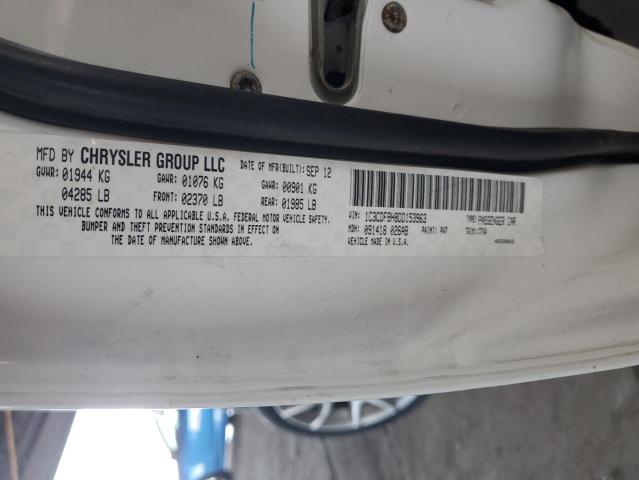 MFD BY CHRYSLER GROUP LLC DATE OF MFR(BUILT): SEP 12
GVWR: 01944 KG GAWR: 01076 KG GAWR: 00901 KG
04285 LB FRONT: 02370 LB REAR: 01985 LB
THIS VEHICLE CONFORMS TO ALL APPLICABLE U.S.A. FEDERAL MOTOR VEHICLE SAFETY,
BUMPER AND THEFT PREVENTION STANDARDS IN EFFECT ON
THE DATE OF MANUFACTURE SHOWN ABOVE.
VIN: 1C3CDFBH8DD153963 TYPE: PASSENGER CAR
MDH: 091418 026AB PAINT: PW7 TRIM: C7X9
VEHICLE MADE IN U.S.A.